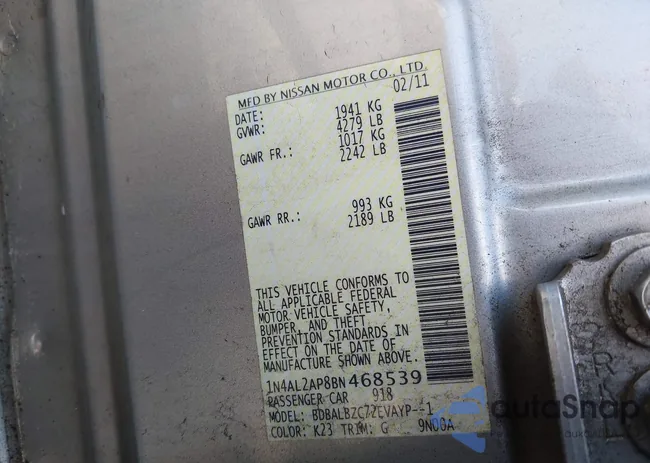 MFD BY NISSAN MOTOR CO., LTD.
DATE: 02/11
GVWR: 1941 KG
4279 LB
GAWR FR.: 1017 KG
2242 LB
GAWR RR.: 993 KG
2189 LB
THIS VEHICLE CONFORMS TO
ALL APPLICABLE FEDERAL
MOTOR VEHICLE SAFETY,
BUMPER, AND THEFT
PREVENTION STANDARDS IN
EFFECT ON THE DATE OF
MANUFACTURE SHOWN ABOVE.
1N4AL2AP8BN468539
PASSENGER CAR 918
MODEL: BDBALBZC72EVAYP--1
COLOR: K23 TRIM: G 9N00A
autoSnap